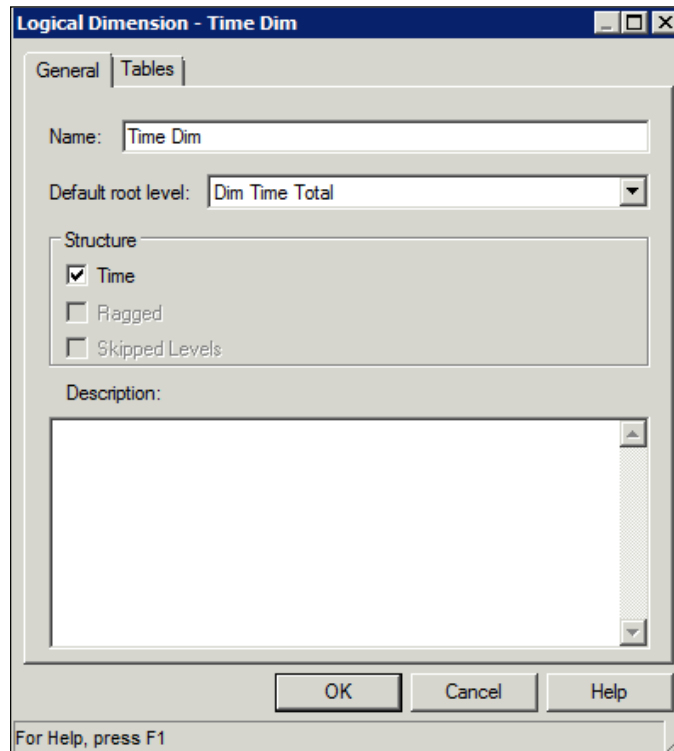 Logical Dimension - Time Dim
General Tables
Name: Time Dim
Default root level: Dim Time Total
Structure
Time
Ragged
Skipped Levels
Description:
OK Cancel Help
For Help, press F1